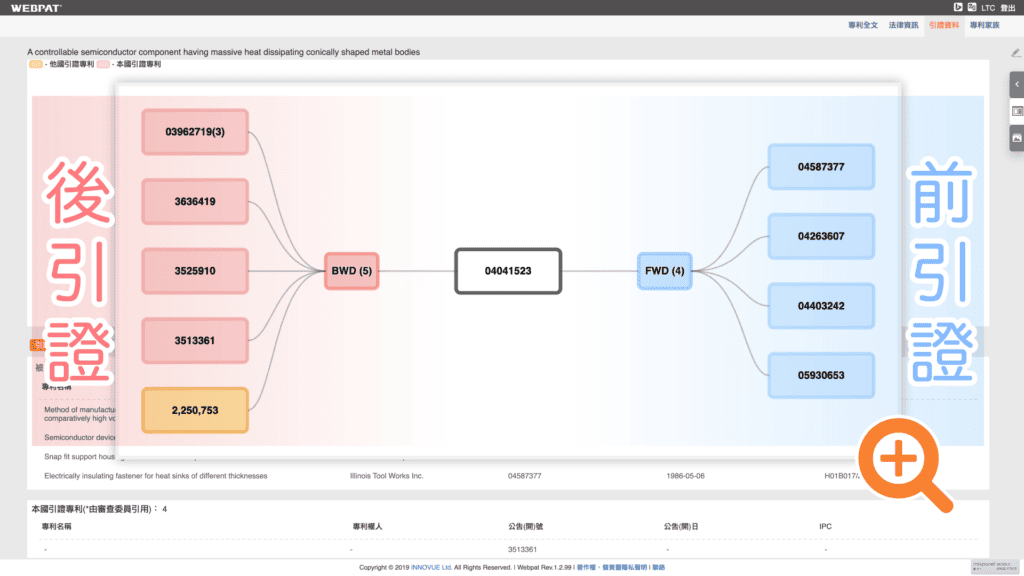 WEBPAT
LTC 登出
專利全文 法律資訊 引證資料 專利家族
A controllable semiconductor component having massive heat dissipating conically shaped metal bodies
- 他國引證專利 - 本國引證專利
後引證
前引證
03962719(3)
3636419
3525910
3513361
2,250,753
BWD (5)
04041523
FWD (4)
04587377
04263607
04403242
05930653
被
專利名稱
Method of manufactu
comparatively high vo
Semiconductor device
Snap fit support hous
Electrically insulating fastener for heat sinks of different thicknesses Illinois Tool Works Inc. 04587377 1986-05-06 H01B017/
本國引證專利(*由審查委員引用)： 4
專利名稱 專利權人 公告(開)號 公告(開)日 IPC
- - 3513361 - -
Copyright © 2019 INNOVUE Ltd. All Rights Reserved. | Webpat Rev.1.2.99 | 著作權、個資暨隱私聲明 | 聯絡